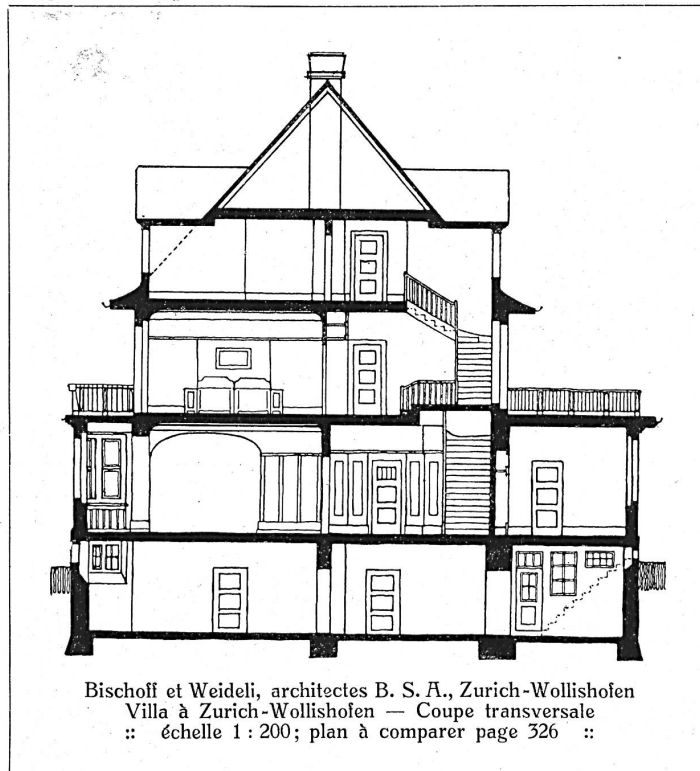 Bischoff et Weideli, architectes B. S. A., Zurich-Wollishofen
Villa à Zurich-Wollishofen — Coupe transversale
:: échelle 1 : 200; plan à comparer page 326 ::